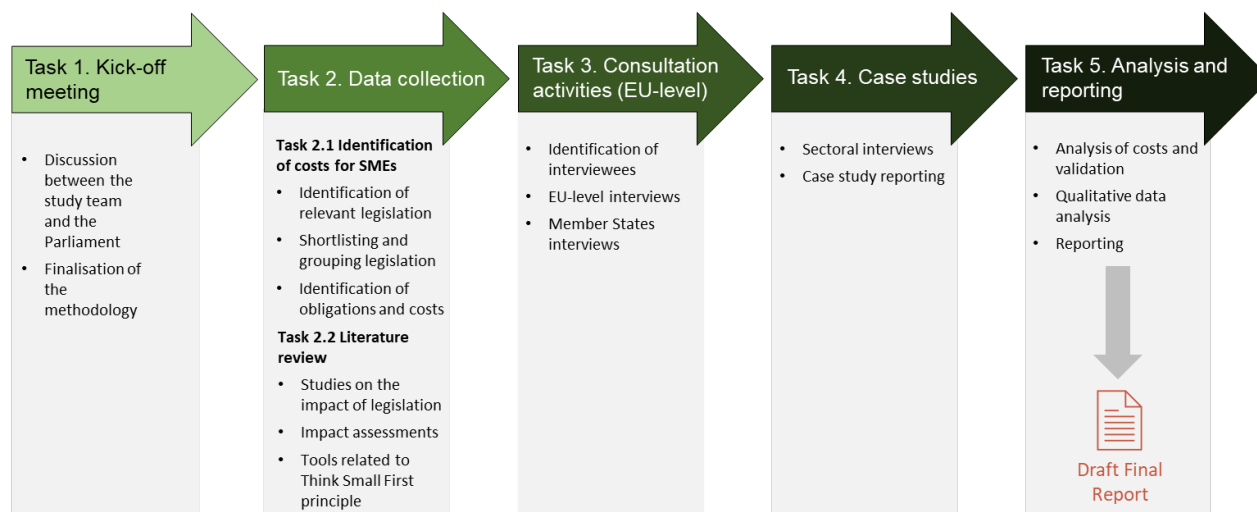 Task 1. Kick-off
meeting
• Discussion
between the
study team
and the
Parliament
• Finalisation of
the
methodology
Task 2. Data collection
Task 2.1 Identification
of costs for SMEs
• Identification of
relevant legislation
• Shortlisting and
grouping legislation
• Identification of
obligations and costs
Task 2.2 Literature
review
• Studies on the
impact of legislation
• Impact assessments
• Tools related to
Think Small First
principle
Task 3. Consultation
activities (EU-level)
• Identification of
interviewees
• EU-level interviews
• Member States
interviews
Task 4. Case studies
• Sectoral interviews
• Case study reporting
Task 5. Analysis and
reporting
• Analysis of costs and
validation
• Qualitative data
analysis
• Reporting
Draft Final
Report